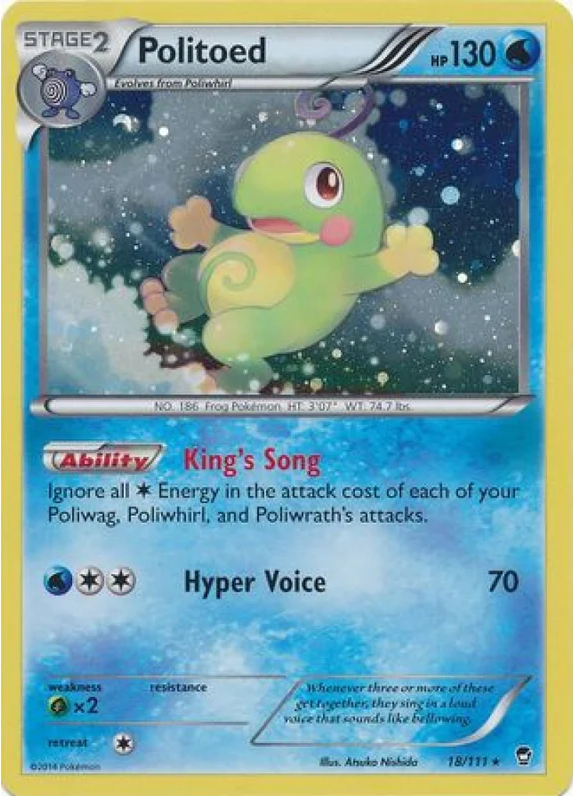 STAGE2
Politoed
HP 130
Evolves from Poliwhirl
NO. 186 Frog Pokémon HT: 3'07" WT: 74.7 lbs.
Ability King's Song
Ignore all Energy in the attack cost of each of your
Poliwag, Poliwhirl, and Poliwrath's attacks.
Hyper Voice 70
weakness resistance
×2
Whenever three or more of these
get together, they sing in a loud
voice that sounds like bellowing.
retreat
©2014 Pokémon
Illus. Atsuko Nishida 18/111 ★